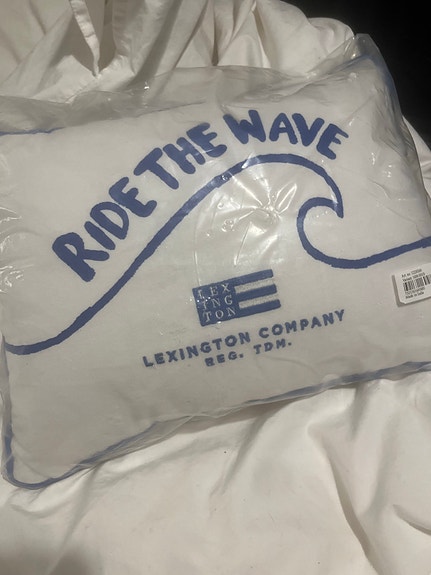 RIDE THE WAVE
LEX
ING
TON
LEXINGTON COMPANY
REG. TDM.